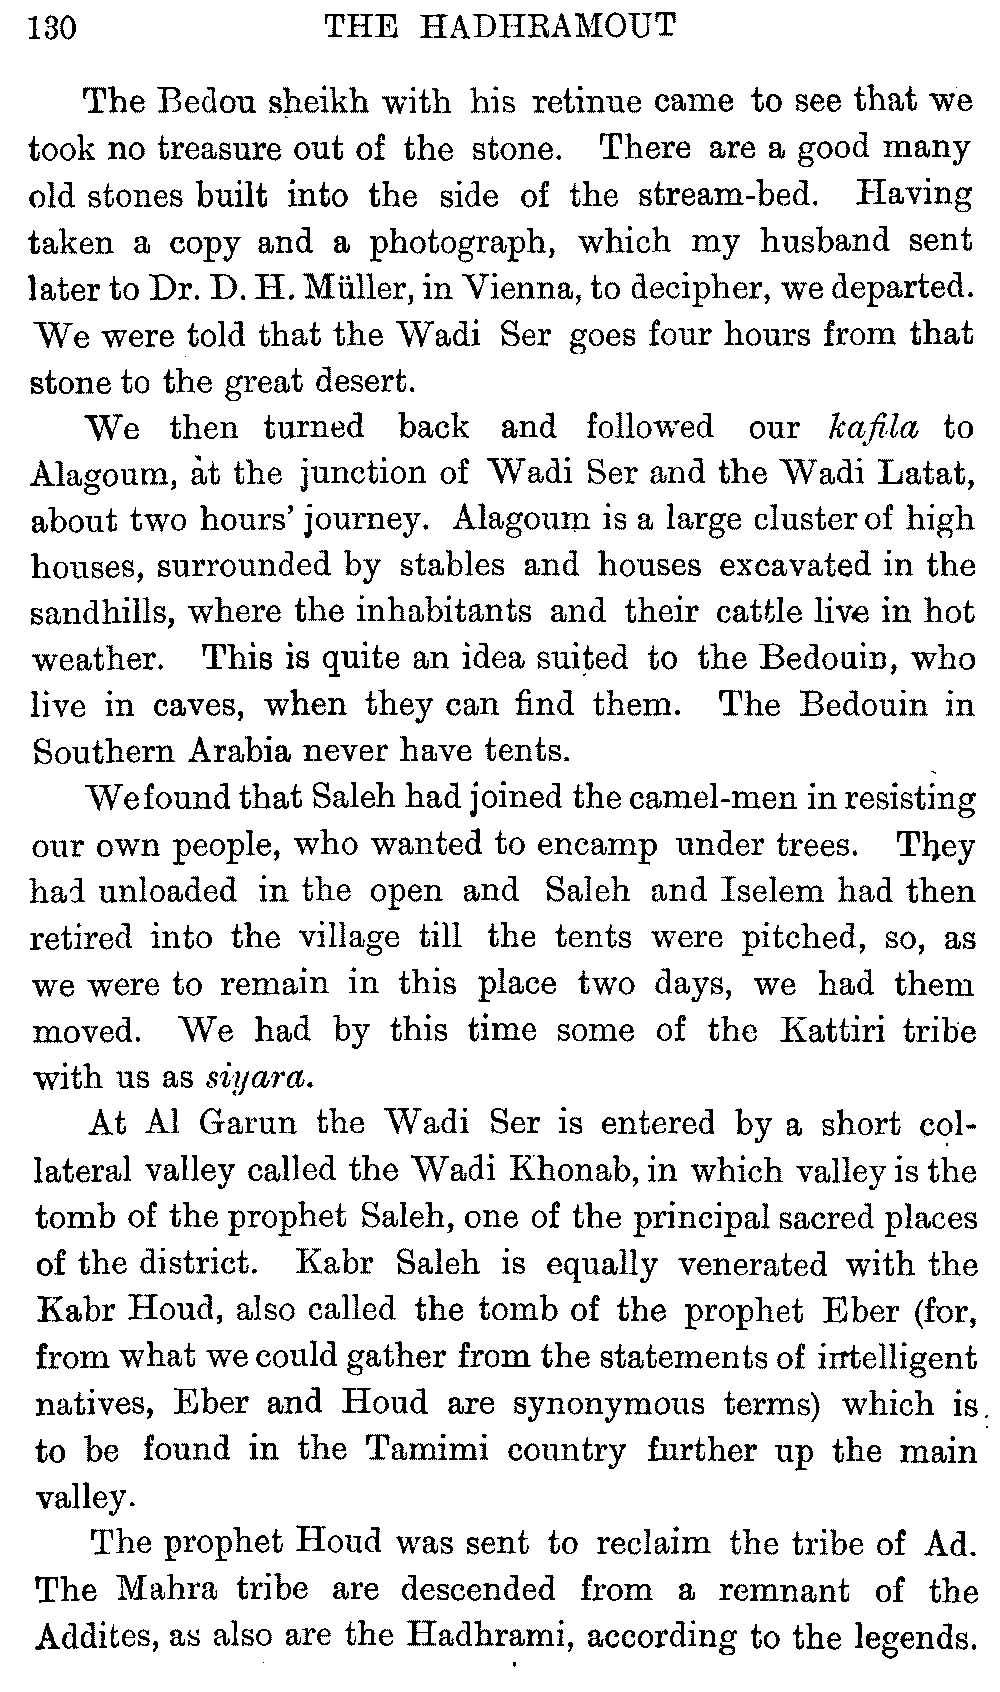 130 THE HADHRAMOUT
The Bedou sheikh with his retinue came to see that we
took no treasure out of the stone. There are a good many
old stones built into the side of the stream-bed. Having
taken a copy and a photograph, which my husband sent
later to Dr. D. H. Müller, in Vienna, to decipher, we departed.
We were told that the Wadi Ser goes four hours from that
stone to the great desert.
We then turned back and followed our kafila to
Alagoum, at the junction of Wadi Ser and the Wadi Latat,
about two hours' journey. Alagoum is a large cluster of high
houses, surrounded by stables and houses excavated in the
sandhills, where the inhabitants and their cattle live in hot
weather. This is quite an idea suited to the Bedouin, who
live in caves, when they can find them. The Bedouin in
Southern Arabia never have tents.
We found that Saleh had joined the camel-men in resisting
our own people, who wanted to encamp under trees. They
had unloaded in the open and Saleh and Iselem had then
retired into the village till the tents were pitched, so, as
we were to remain in this place two days, we had them
moved. We had by this time some of the Kattiri tribe
with us as siyara.
At Al Garun the Wadi Ser is entered by a short col-
lateral valley called the Wadi Khonab, in which valley is the
tomb of the prophet Saleh, one of the principal sacred places
of the district. Kabr Saleh is equally venerated with the
Kabr Houd, also called the tomb of the prophet Eber (for,
from what we could gather from the statements of intelligent
natives, Eber and Houd are synonymous terms) which is
to be found in the Tamimi country further up the main
valley.
The prophet Houd was sent to reclaim the tribe of Ad.
The Mahra tribe are descended from a remnant of the
Addites, as also are the Hadhrami, according to the legends.